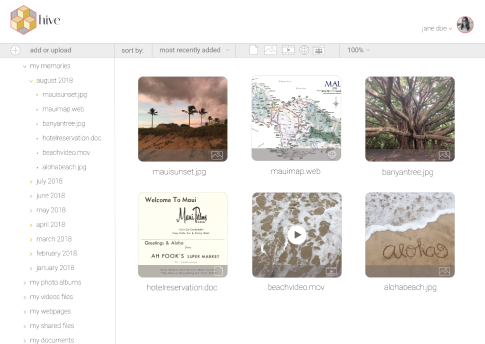 hive
jane doe
add or upload
sort by: most recently added 100%
my memories
august 2018
mauisunset.jpg
mauimap.web
banyantree.jpg
hotelreservation.doc
beachvideo.mov
alohabeach.jpg
july 2018
june 2018
may 2018
april 2018
march 2018
february 2018
january 2018
my photo albums
my videos files
my webpages
my shared files
my documents
MAUI
mauisunset.jpg
mauimap.web
banyantree.jpg
Welcome To Maui
Maui Palms
Greetings & Aloha
from
AH FOOK'S SUPER MARKET
aloha
hotelreservation.doc
beachvideo.mov
alohabeach.jpg